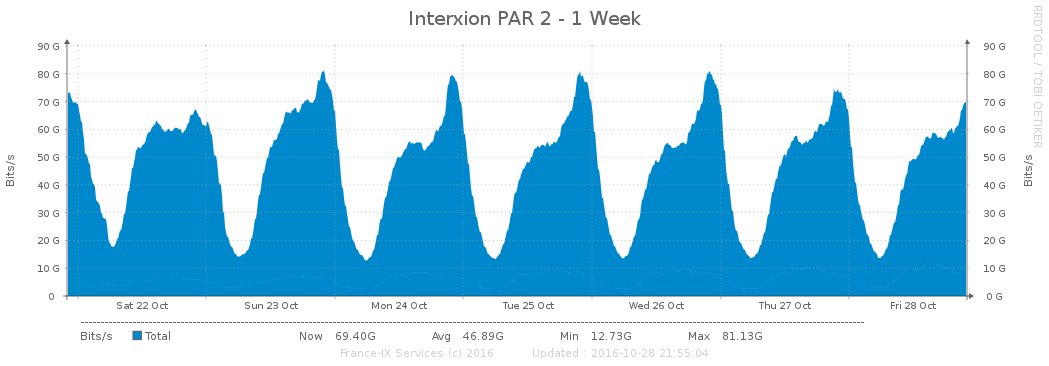 Interxion PAR 2 - 1 Week
RRDTOOL / TOBI OETIKER
90 G 90 G
80 G 80 G
70 G 70 G
60 G 60 G
50 G 50 G
40 G 40 G
30 G 30 G
20 G 20 G
10 G 10 G
0 0 G
Bits/s
Bits/s
Sat 22 Oct Sun 23 Oct Mon 24 Oct Tue 25 Oct Wed 26 Oct Thu 27 Oct Fri 28 Oct
Bits/s Total Now 69.40G Avg 46.89G Min 12.73G Max 81.13G
France-IX Services (c) 2016 Updated : 2016-10-28 21:55:04